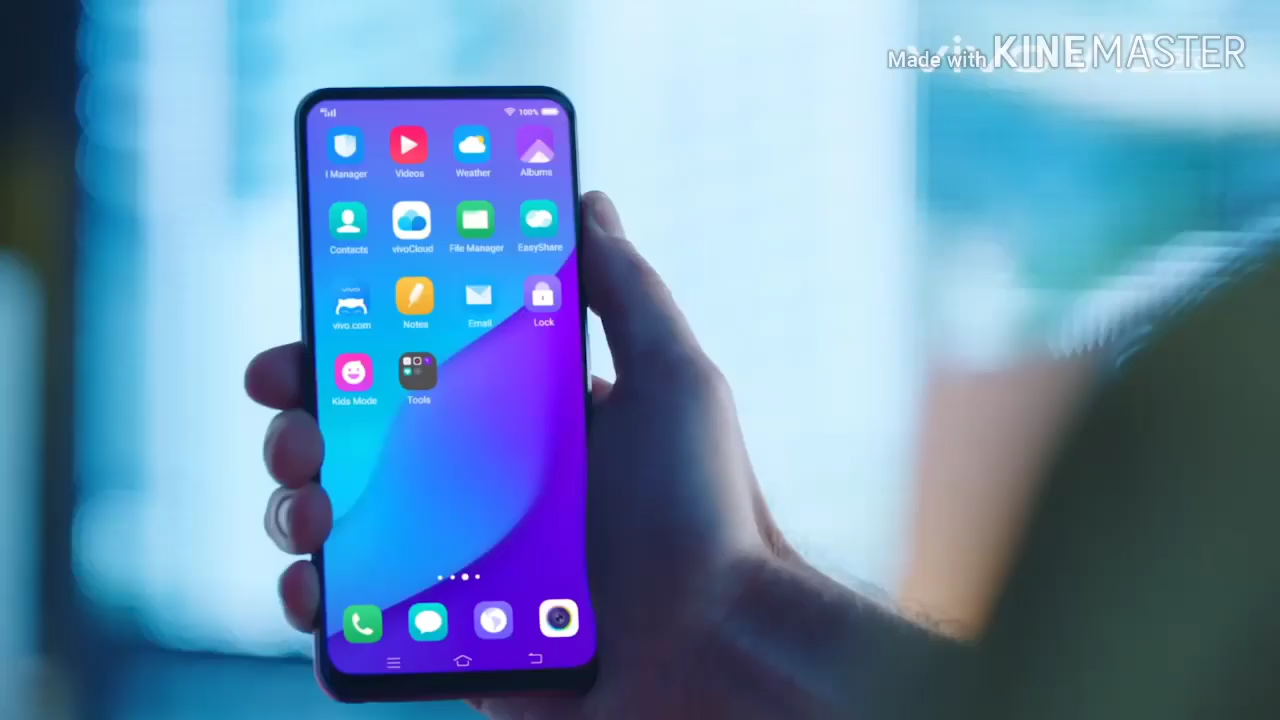 Made with KINEMASTER
100%
i Manager
Videos
Weather
Albums
Contacts
vivoCloud
File Manager
EasyShare
vivo
vivo.com
Notes
Email
Lock
Kids Mode
Tools